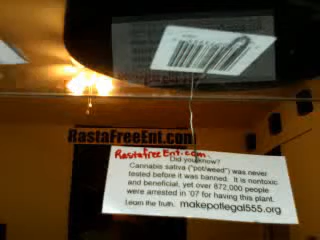 RastaFreeEnt.com
RastafreeEnt.com
Did you know?
Cannabis sativa ("pot/weed") was never
tested before it was banned. It is nontoxic
and beneficial, yet over 872,000 people
were arrested in '07 for having this plant.
Learn the truth. makepotlegal555.org